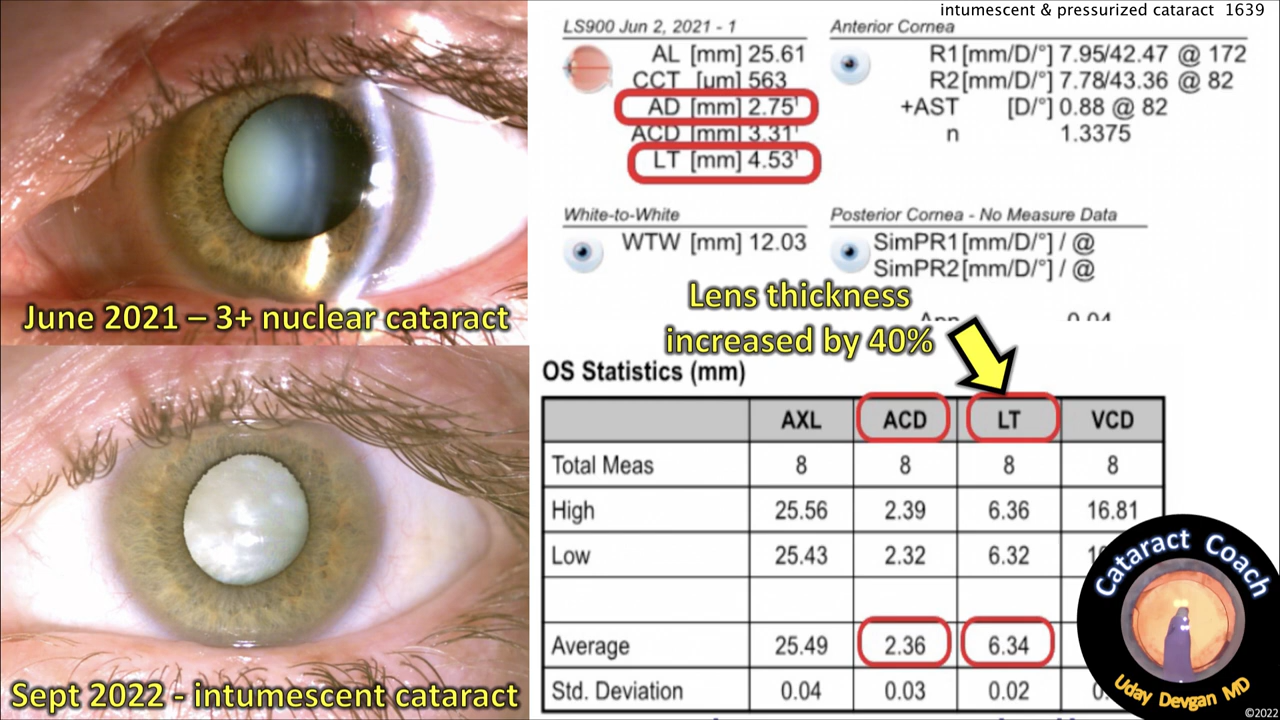 intumescent & pressurized cataract 1639
LS900 Jun 2, 2021 - 1
AL [mm] 25.61
CCT [µm] 563
AD [mm] 2.75¹
ACD [mm] 3.31¹
LT [mm] 4.53¹
Anterior Cornea
R1 [mm/D/°] 7.95/42.47 @ 172
R2 [mm/D/°] 7.78/43.36 @ 82
+AST [D/°] 0.88 @ 82
n 1.3375
White-to-White
WTW [mm] 12.03
Posterior Cornea - No Measure Data
SimPR1 [mm/D/°] / @
SimPR2 [mm/D/°] / @
June 2021 – 3+ nuclear cataract
Lens thickness
increased by 40%
OS Statistics (mm)
AXL ACD LT VCD
Total Meas 8 8 8 8
High 25.56 2.39 6.36 16.81
Low 25.43 2.32 6.32
Average 25.49 2.36 6.34
Std. Deviation 0.04 0.03 0.02
Sept 2022 - intumescent cataract
Cataract Coach
Uday Devgan MD
©2022